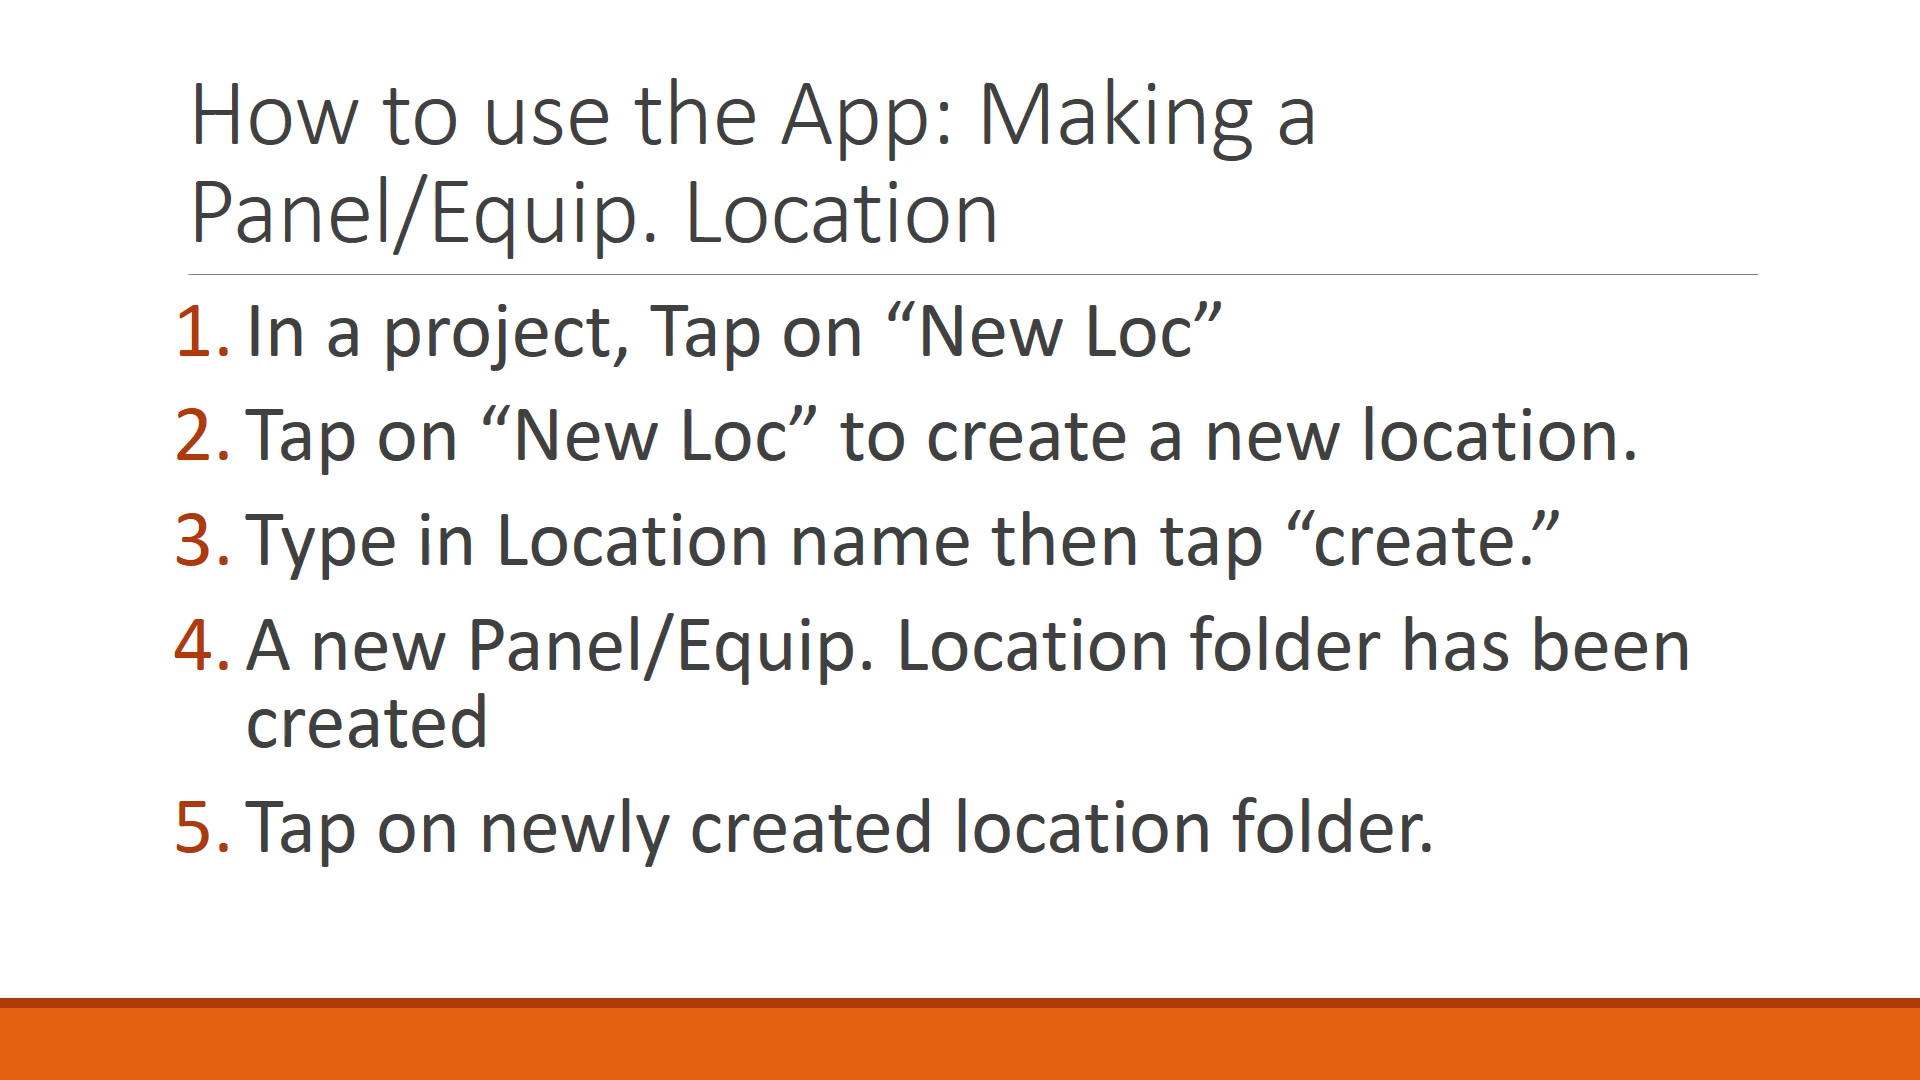 How to use the App: Making a
Panel/Equip. Location
1. In a project, Tap on “New Loc”
2. Tap on “New Loc” to create a new location.
3. Type in Location name then tap “create.”
4. A new Panel/Equip. Location folder has been
created
5. Tap on newly created location folder.